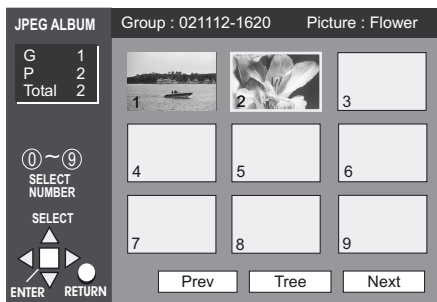 JPEG ALBUM
Group : 021112-1620 Picture : Flower
G 1
P 2
Total 2
1 2 3
4 5 6
7 8 9
0~9
SELECT
NUMBER
SELECT
ENTER RETURN
Prev Tree Next